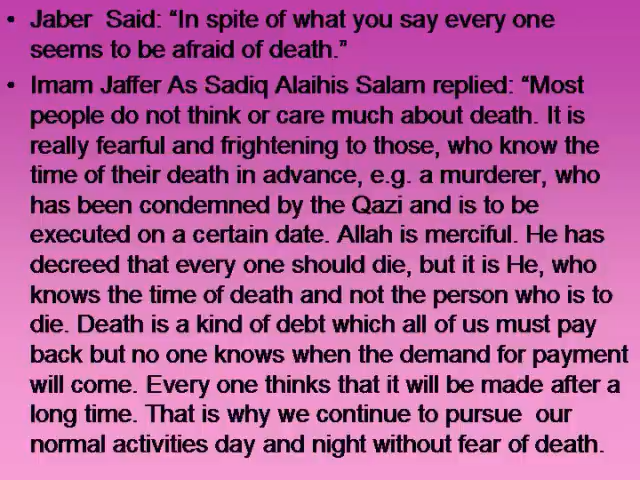 • Jaber Said: “In spite of what you say every one
seems to be afraid of death.”
• Imam Jaffer As Sadiq Alaihis Salam replied: “Most
people do not think or care much about death. It is
really fearful and frightening to those, who know the
time of their death in advance, e.g. a murderer, who
has been condemned by the Qazi and is to be
executed on a certain date. Allah is merciful. He has
decreed that every one should die, but it is He, who
knows the time of death and not the person who is to
die. Death is a kind of debt which all of us must pay
back but no one knows when the demand for payment
will come. Every one thinks that it will be made after a
long time. That is why we continue to pursue our
normal activities day and night without fear of death.